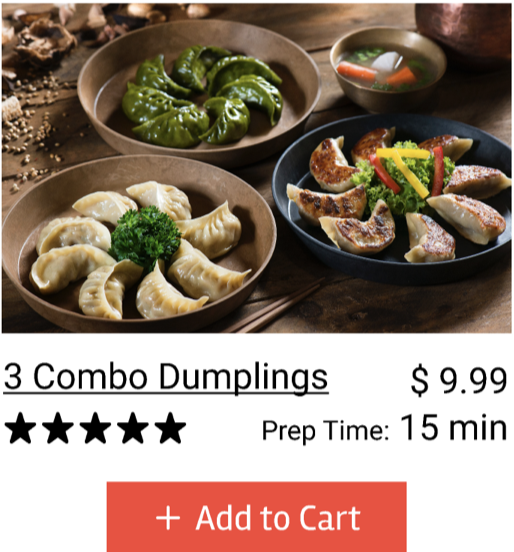 3 Combo Dumplings $ 9.99
★★★★★ Prep Time: 15 min
+ Add to Cart